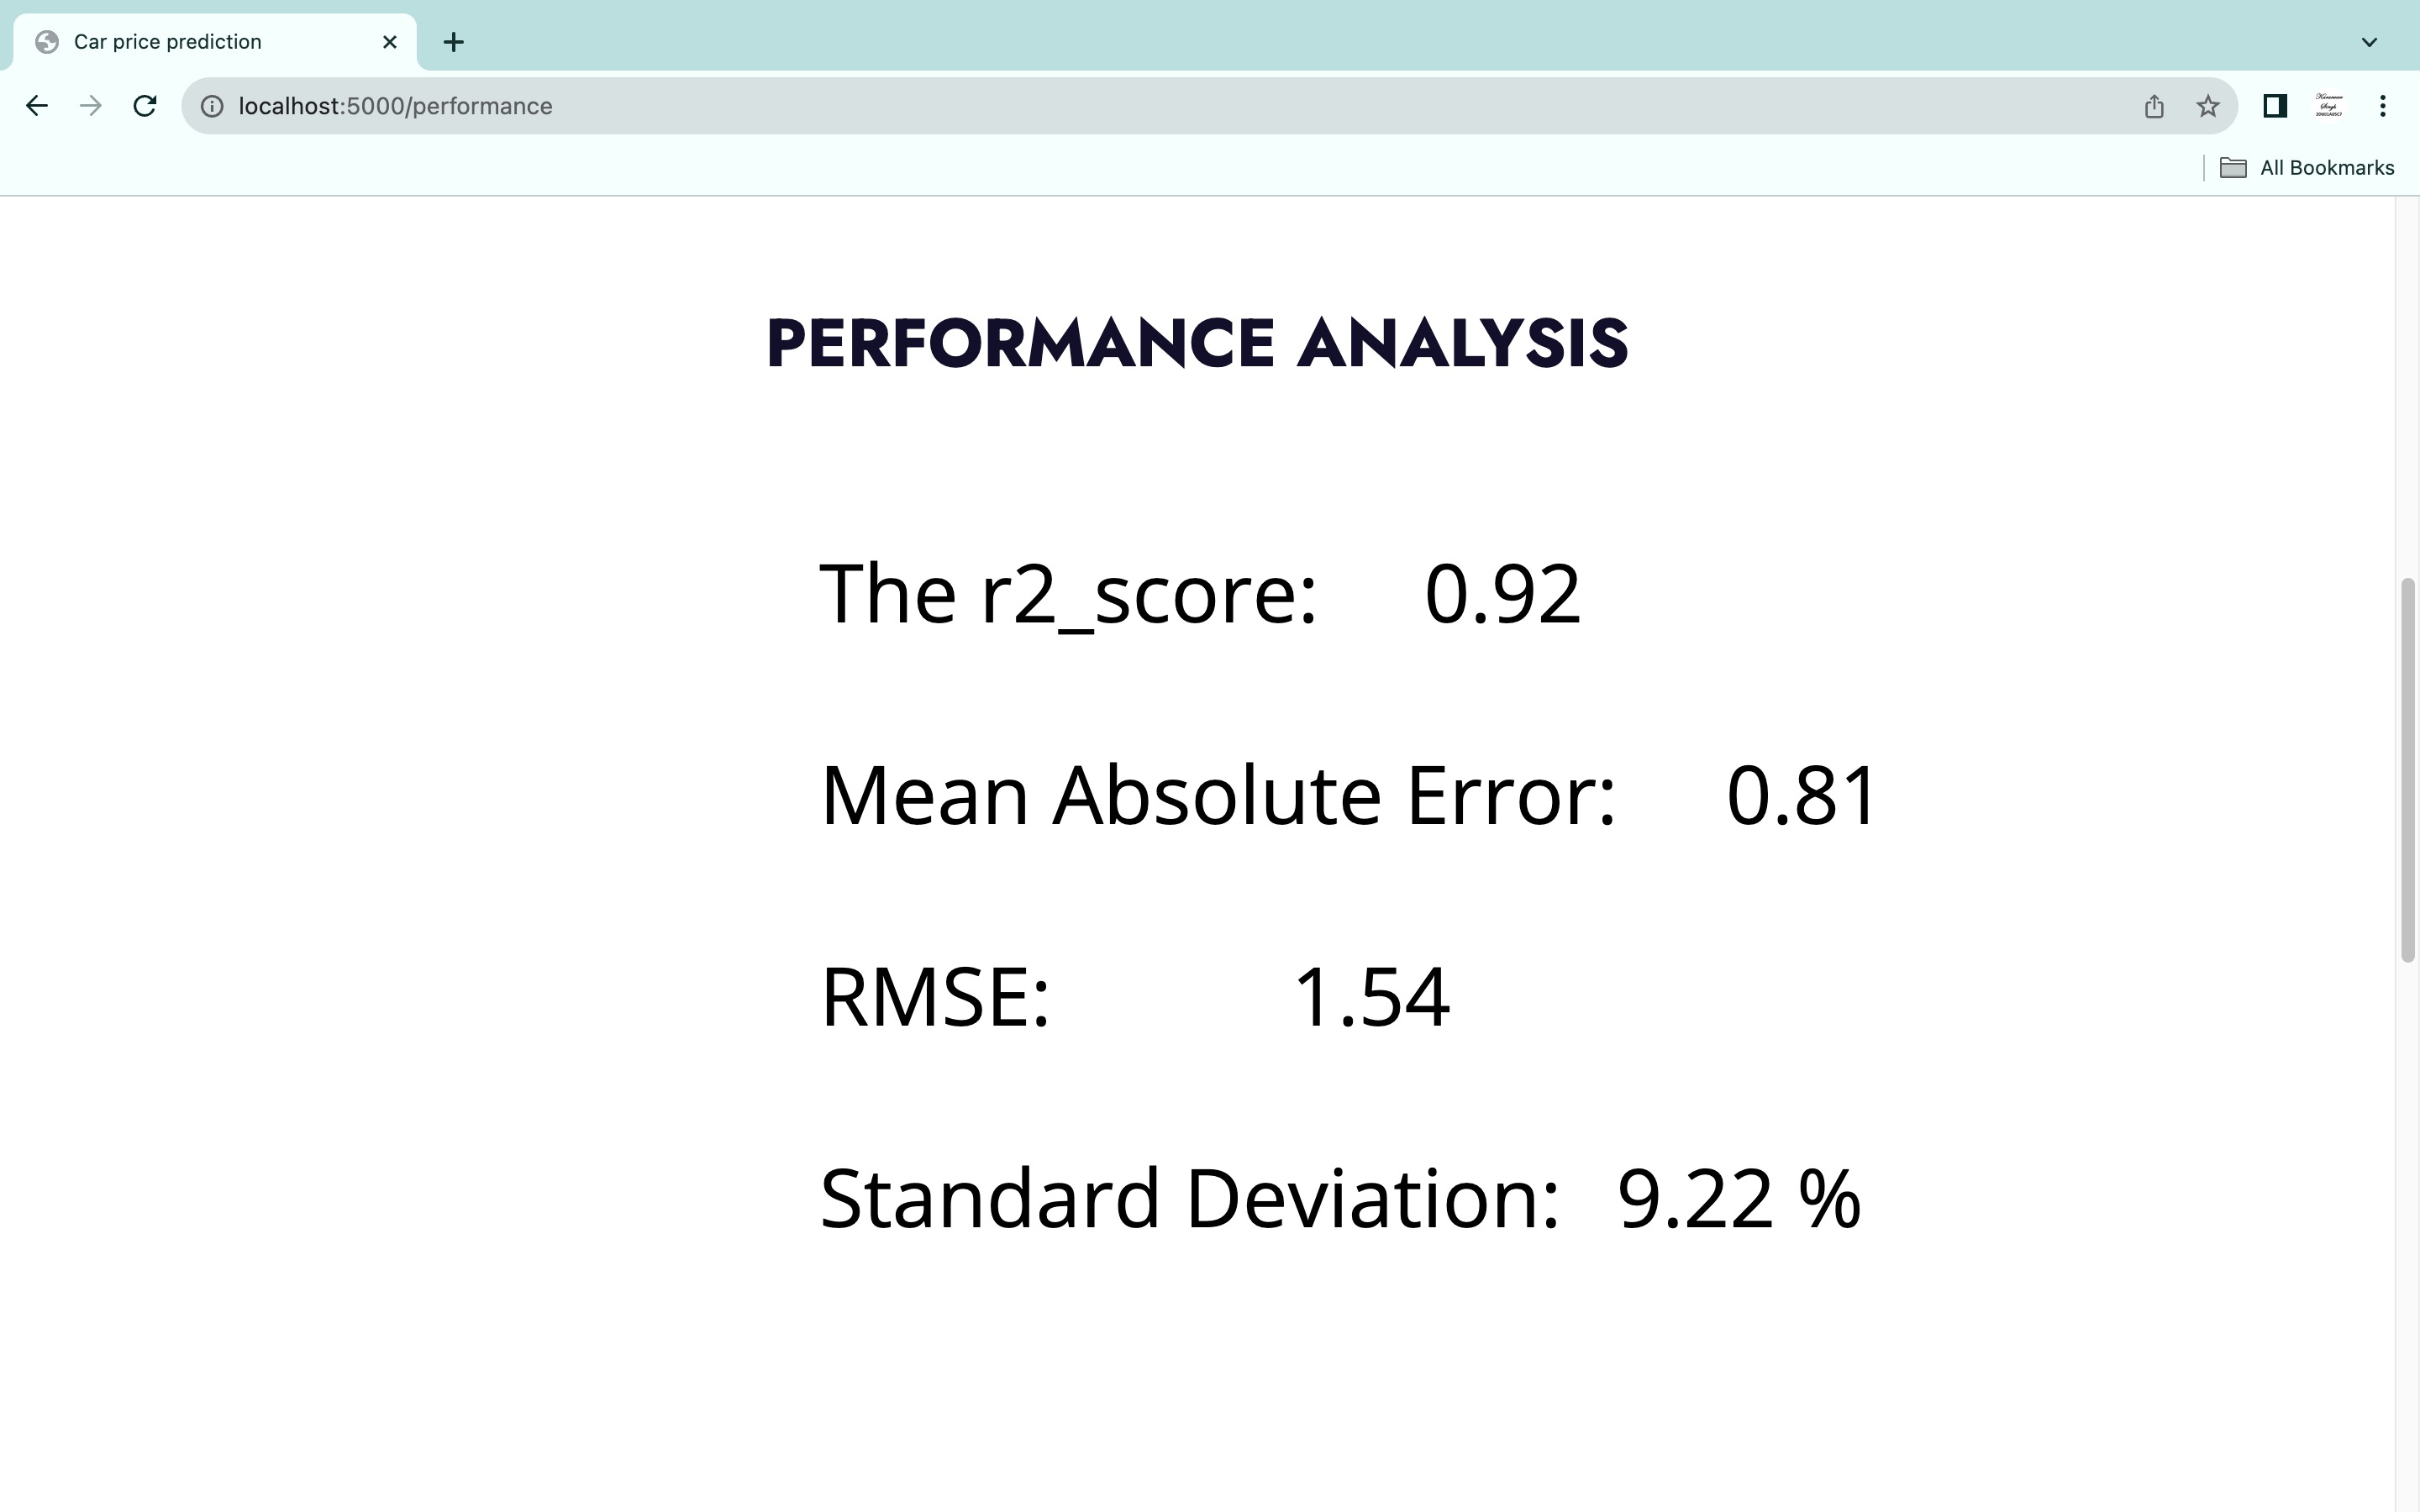 Car price prediction
localhost:5000/performance
All Bookmarks
PERFORMANCE ANALYSIS
The r2_score: 0.92
Mean Absolute Error: 0.81
RMSE: 1.54
Standard Deviation: 9.22 %